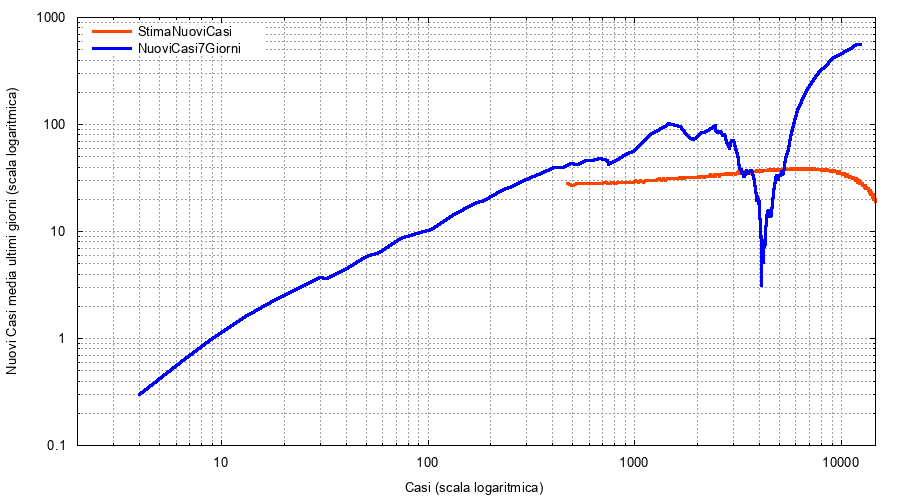 1000
StimaNuoviCasi
NuoviCasi7Giorni
100
10
1
0.1
Nuovi Casi media ultimi giorni (scala logaritmica)
10 100 1000 10000
Casi (scala logaritmica)